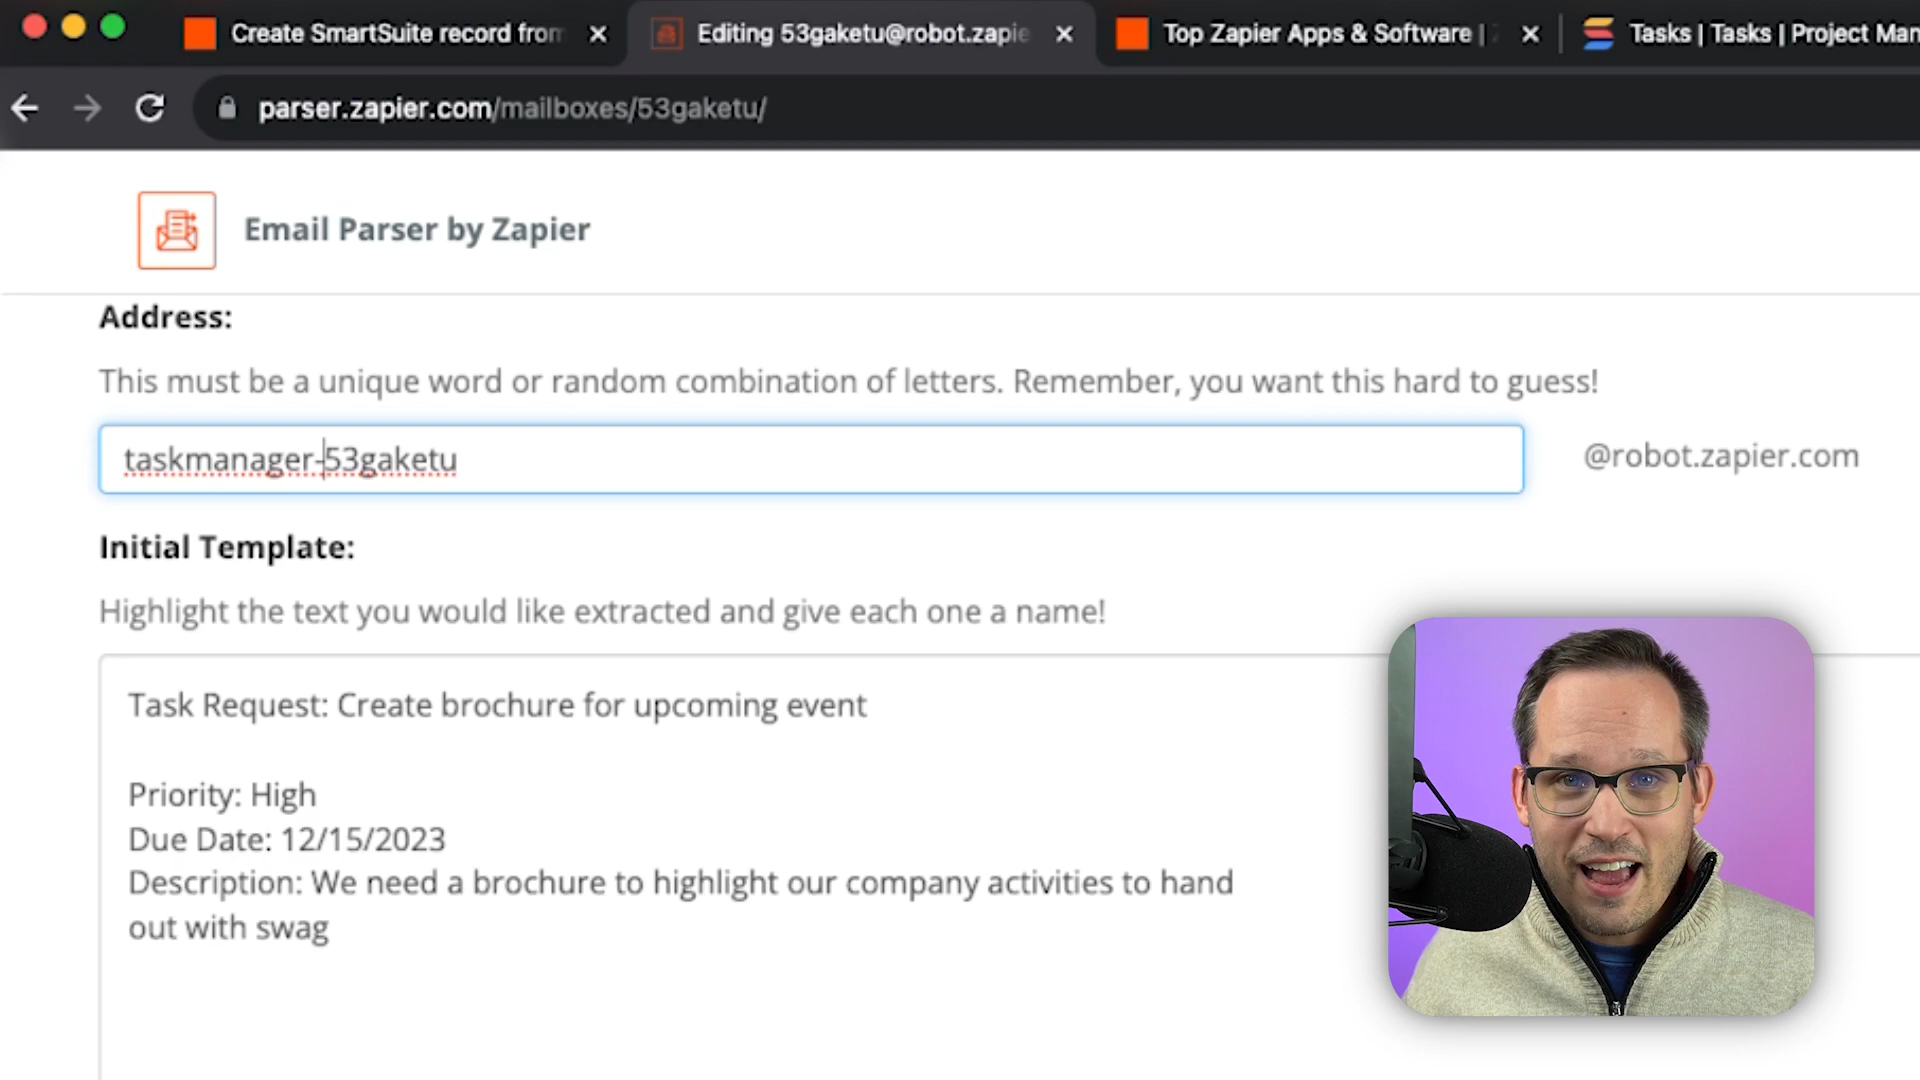 Create SmartSuite record from
Editing 53gaketu@robot.zapie
Top Zapier Apps & Software |
Tasks | Tasks | Project Man
parser.zapier.com/mailboxes/53gaketu/
Email Parser by Zapier
Address:
This must be a unique word or random combination of letters. Remember, you want this hard to guess!
taskmanager-53gaketu
@robot.zapier.com
Initial Template:
Highlight the text you would like extracted and give each one a name!
Task Request: Create brochure for upcoming event
Priority: High
Due Date: 12/15/2023
Description: We need a brochure to highlight our company activities to hand
out with swag